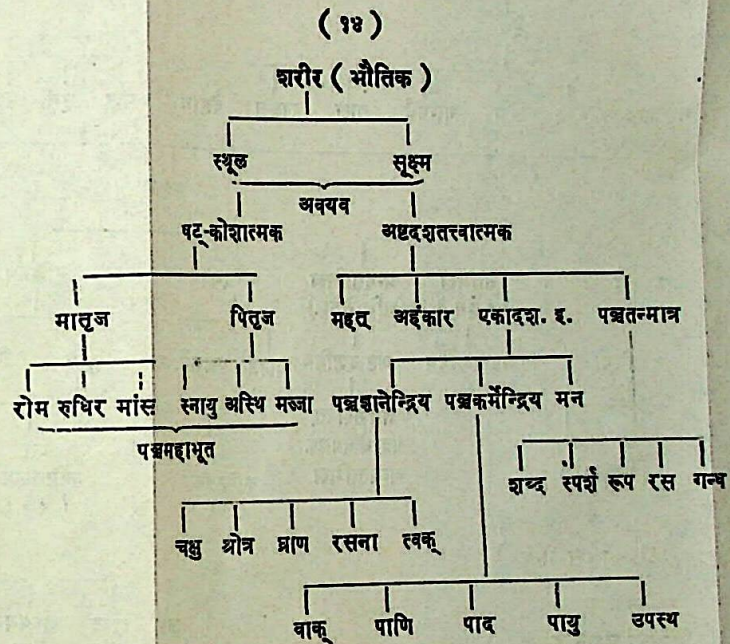 ( १४ )
शरीर ( भौतिक )
स्थूल सूक्ष्म
अवयव
षट्-कोशात्मक अष्टदशतत्त्वात्मक
मातृज पितृज महत् अहंकार एकादश. इ. पञ्चतन्मात्र
रोम रुधिर मांस स्नायु अस्थि मज्जा पञ्चज्ञानेन्द्रिय पञ्चकर्मेन्द्रिय मन
पञ्चमहाभूत
शब्द स्पर्श रूप रस गन्ध
चक्षु श्रोत्र घ्राण रसना त्वक्
वाक् पाणि पाद पायु उपस्थ